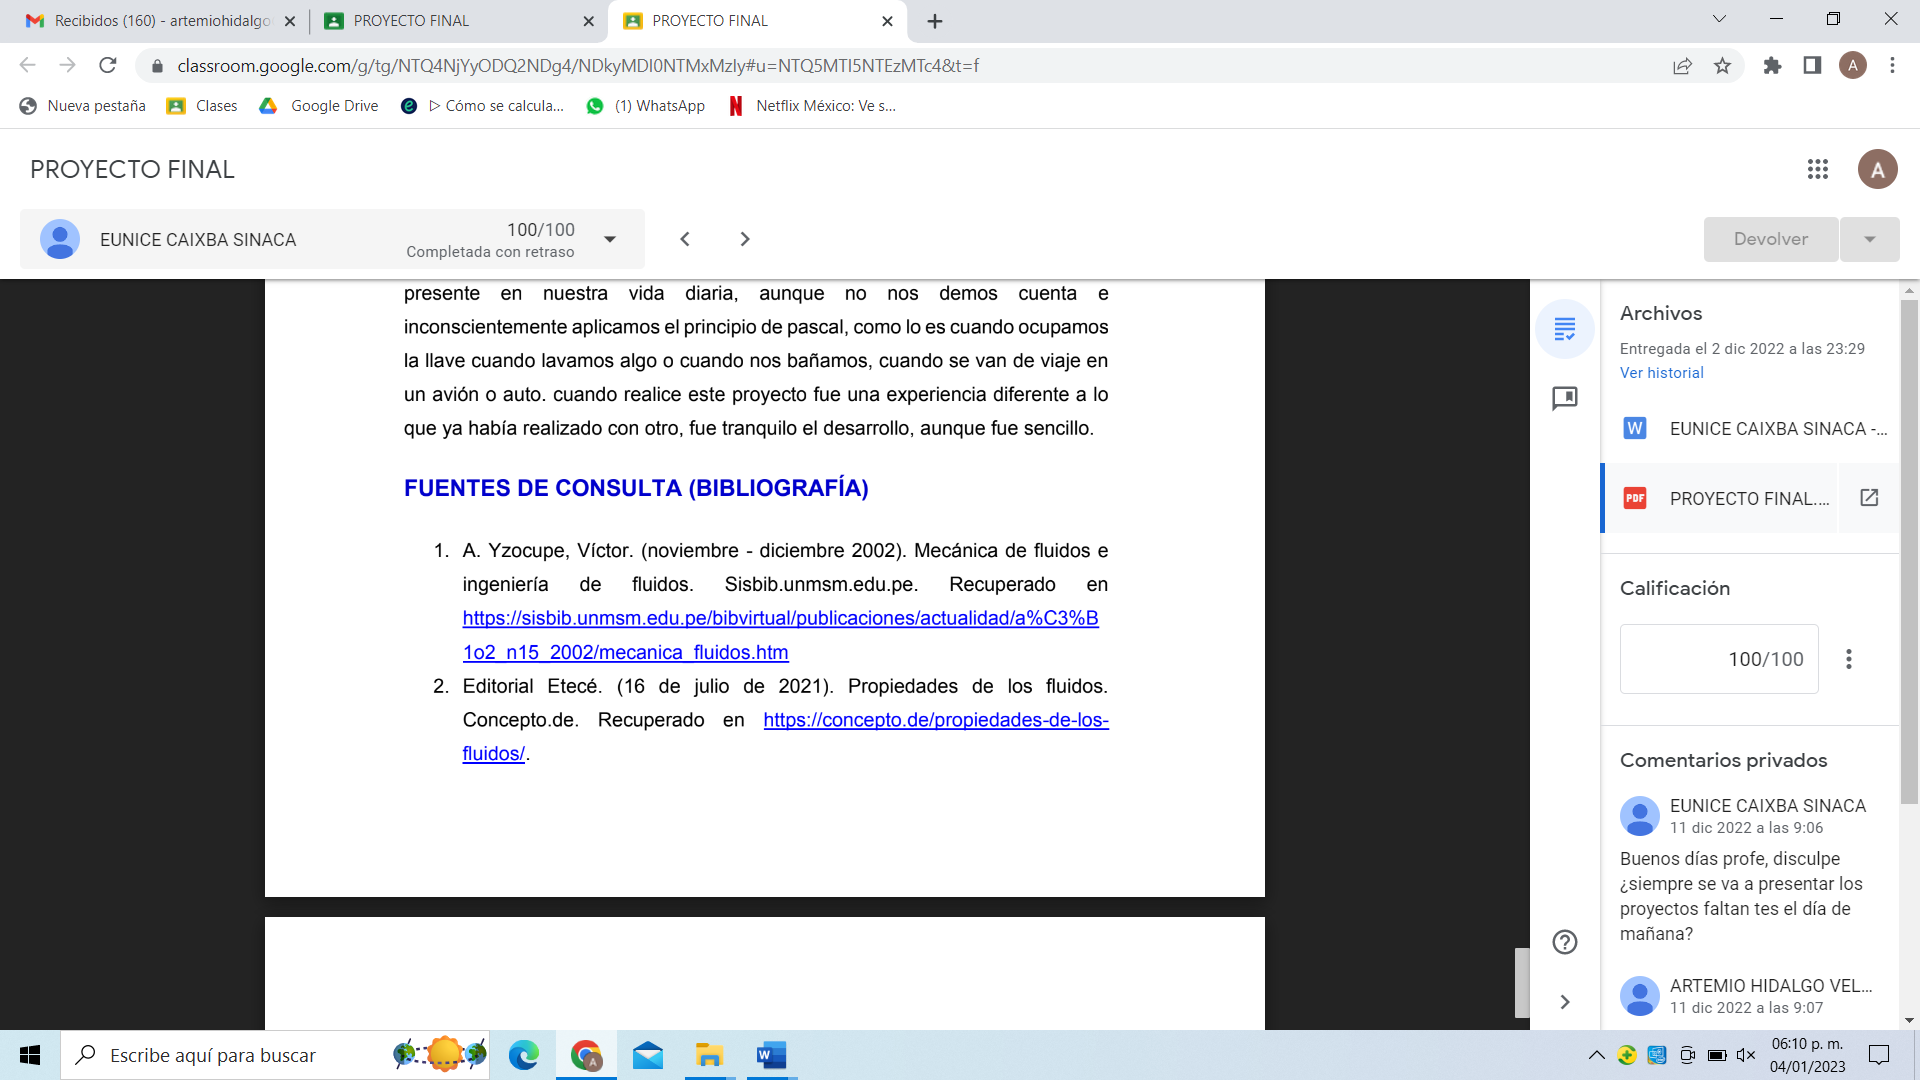 Recibidos (160) - artemiohidalgo
PROYECTO FINAL
PROYECTO FINAL
classroom.google.com/g/tg/NTQ4NjYyODQ2NDg4/NDkyMDI0NTMxMzIy#u=NTQ5MTI5NTEzMTc4&t=f
A
Nueva pestaña
Clases
Google Drive
▷ Cómo se calcula...
(1) WhatsApp
Netflix México: Ve s...
PROYECTO FINAL
A
EUNICE CAIXBA SINACA
100/100
Completada con retraso
Devolver
presente en nuestra vida diaria, aunque no nos demos cuenta e
inconscientemente aplicamos el principio de pascal, como lo es cuando ocupamos
la llave cuando lavamos algo o cuando nos bañamos, cuando se van de viaje en
un avión o auto. cuando realice este proyecto fue una experiencia diferente a lo
que ya había realizado con otro, fue tranquilo el desarrollo, aunque fue sencillo.
FUENTES DE CONSULTA (BIBLIOGRAFÍA)
1. A. Yzocupe, Víctor. (noviembre - diciembre 2002). Mecánica de fluidos e
ingeniería de fluidos. Sisbib.unmsm.edu.pe. Recuperado en
https://sisbib.unmsm.edu.pe/bibvirtual/publicaciones/actualidad/a%C3%B
1o2_n15_2002/mecanica_fluidos.htm
2. Editorial Etecé. (16 de julio de 2021). Propiedades de los fluidos.
Concepto.de. Recuperado en https://concepto.de/propiedades-de-los-
fluidos/.
Archivos
Entregada el 2 dic 2022 a las 23:29
Ver historial
W
EUNICE CAIXBA SINACA -...
PDF
PROYECTO FINAL....
Calificación
100/100
Comentarios privados
EUNICE CAIXBA SINACA
11 dic 2022 a las 9:06
Buenos días profe, disculpe
¿siempre se va a presentar los
proyectos faltan tes el día de
mañana?
ARTEMIO HIDALGO VEL...
11 dic 2022 a las 9:07
Escribe aquí para buscar
06:10 p. m.
04/01/2023